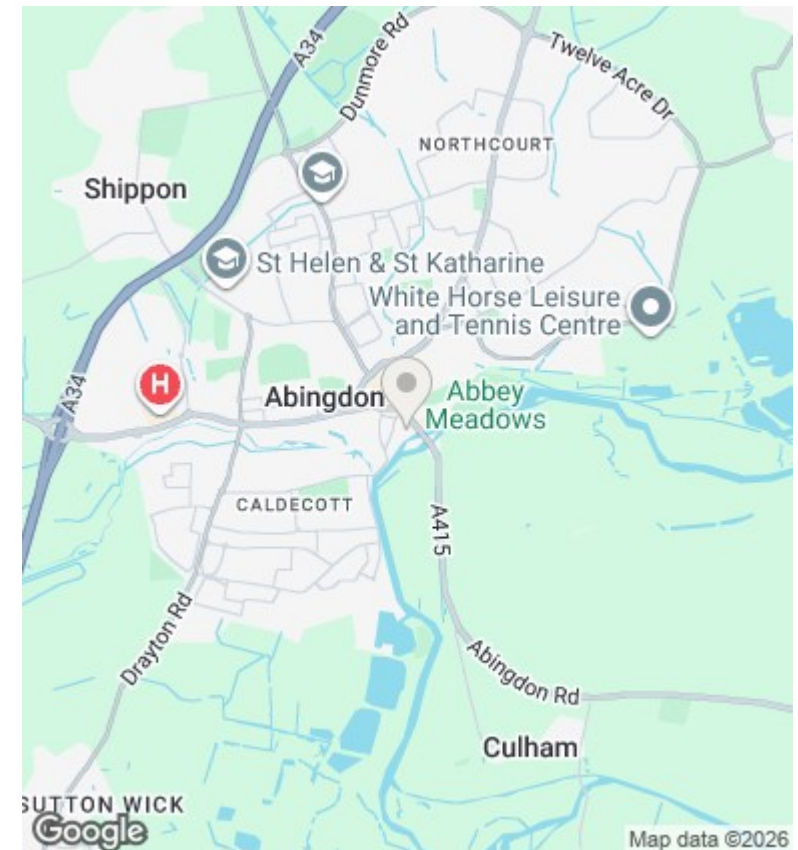 A34
Dunmore Rd
Twelve Acre Dr
NORTHCOURT
Shippon
St Helen & St Katharine
White Horse Leisure
and Tennis Centre
A34
H
Abingdon
Abbey
Meadows
CALDECOTT
A415
Drayton Rd
Abingdon Rd
Culham
SUTTON WICK
Google
Map data ©2026